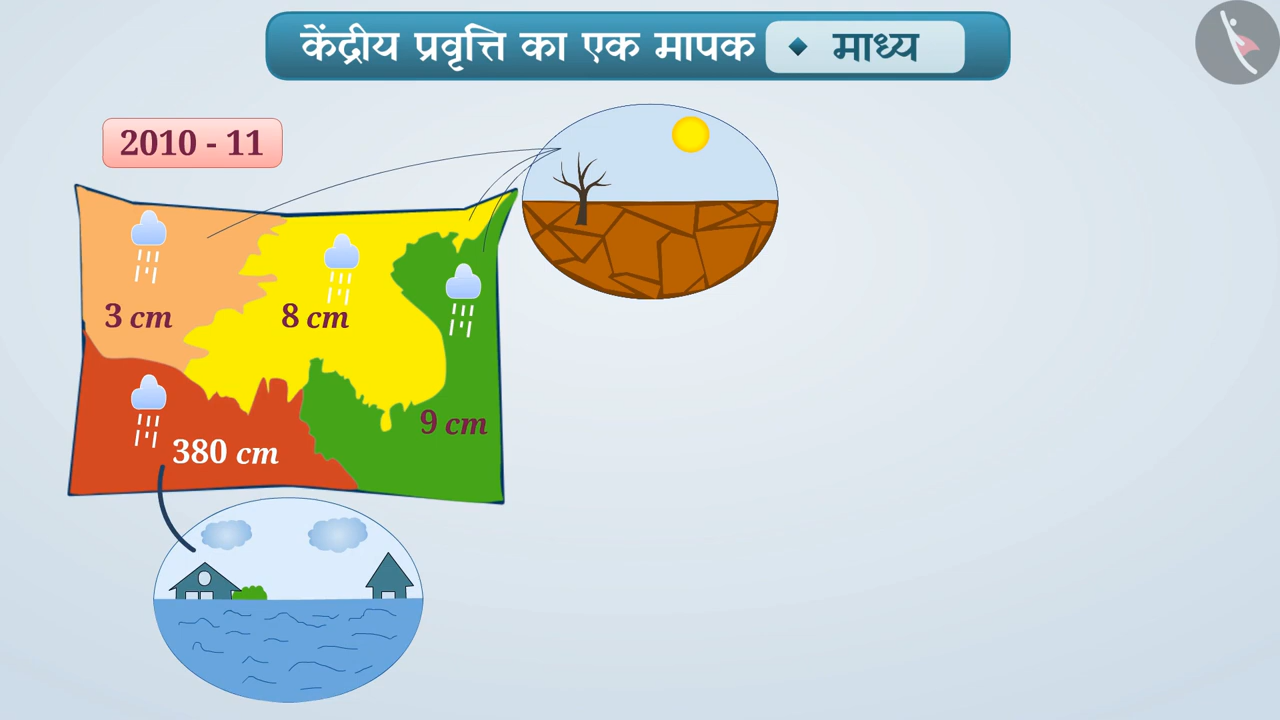 केंद्रीय प्रवृत्ति का एक मापक ◆ माध्य
2010 - 11
3 cm
8 cm
9 cm
380 cm